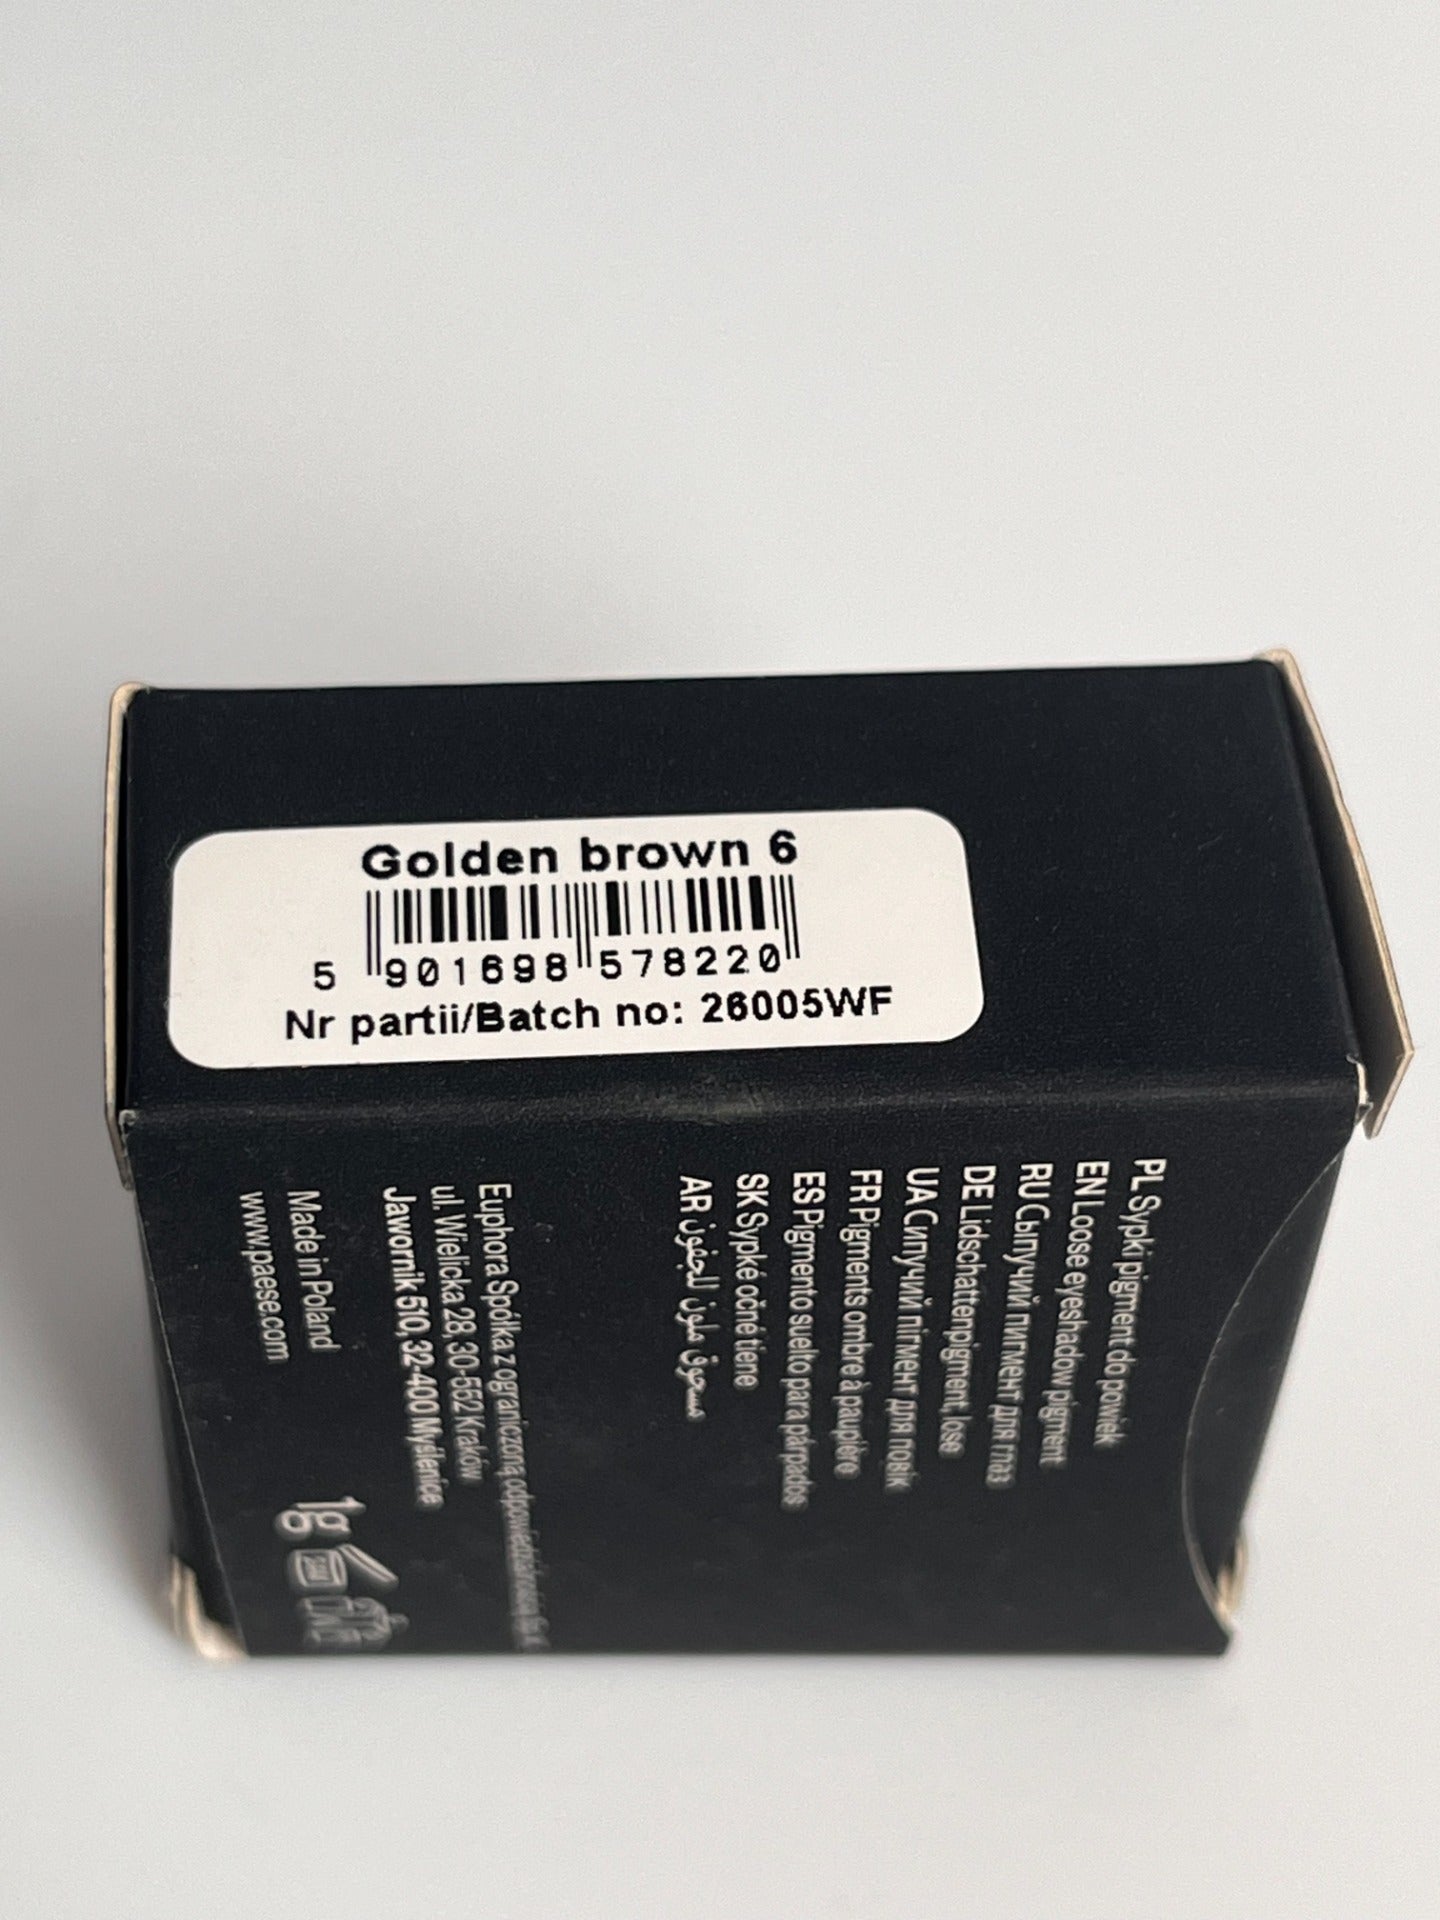 Golden brown 6
5 901698 578220
Nr partii/Batch no: 26005WF
PL Sypki pigment do powiek
EN Loose eyeshadow pigment
RU Сыпучий пигмент для глаз
DE Lidschattenpigment, lose
UA Сипучий пігмент для повік
FR Pigments ombre à paupière
ES Pigmento suelto para párpados
SK Sypké očné tiene
AR مسحوق ملون للجفون
Euphora Spółka z ograniczoną odpowiedzialnością Sp. k.
ul. Wielicka 28, 30-552 Kraków
Jawornik 510, 32-400 Myślenice
Made in Poland
www.paese.com
1g
24M